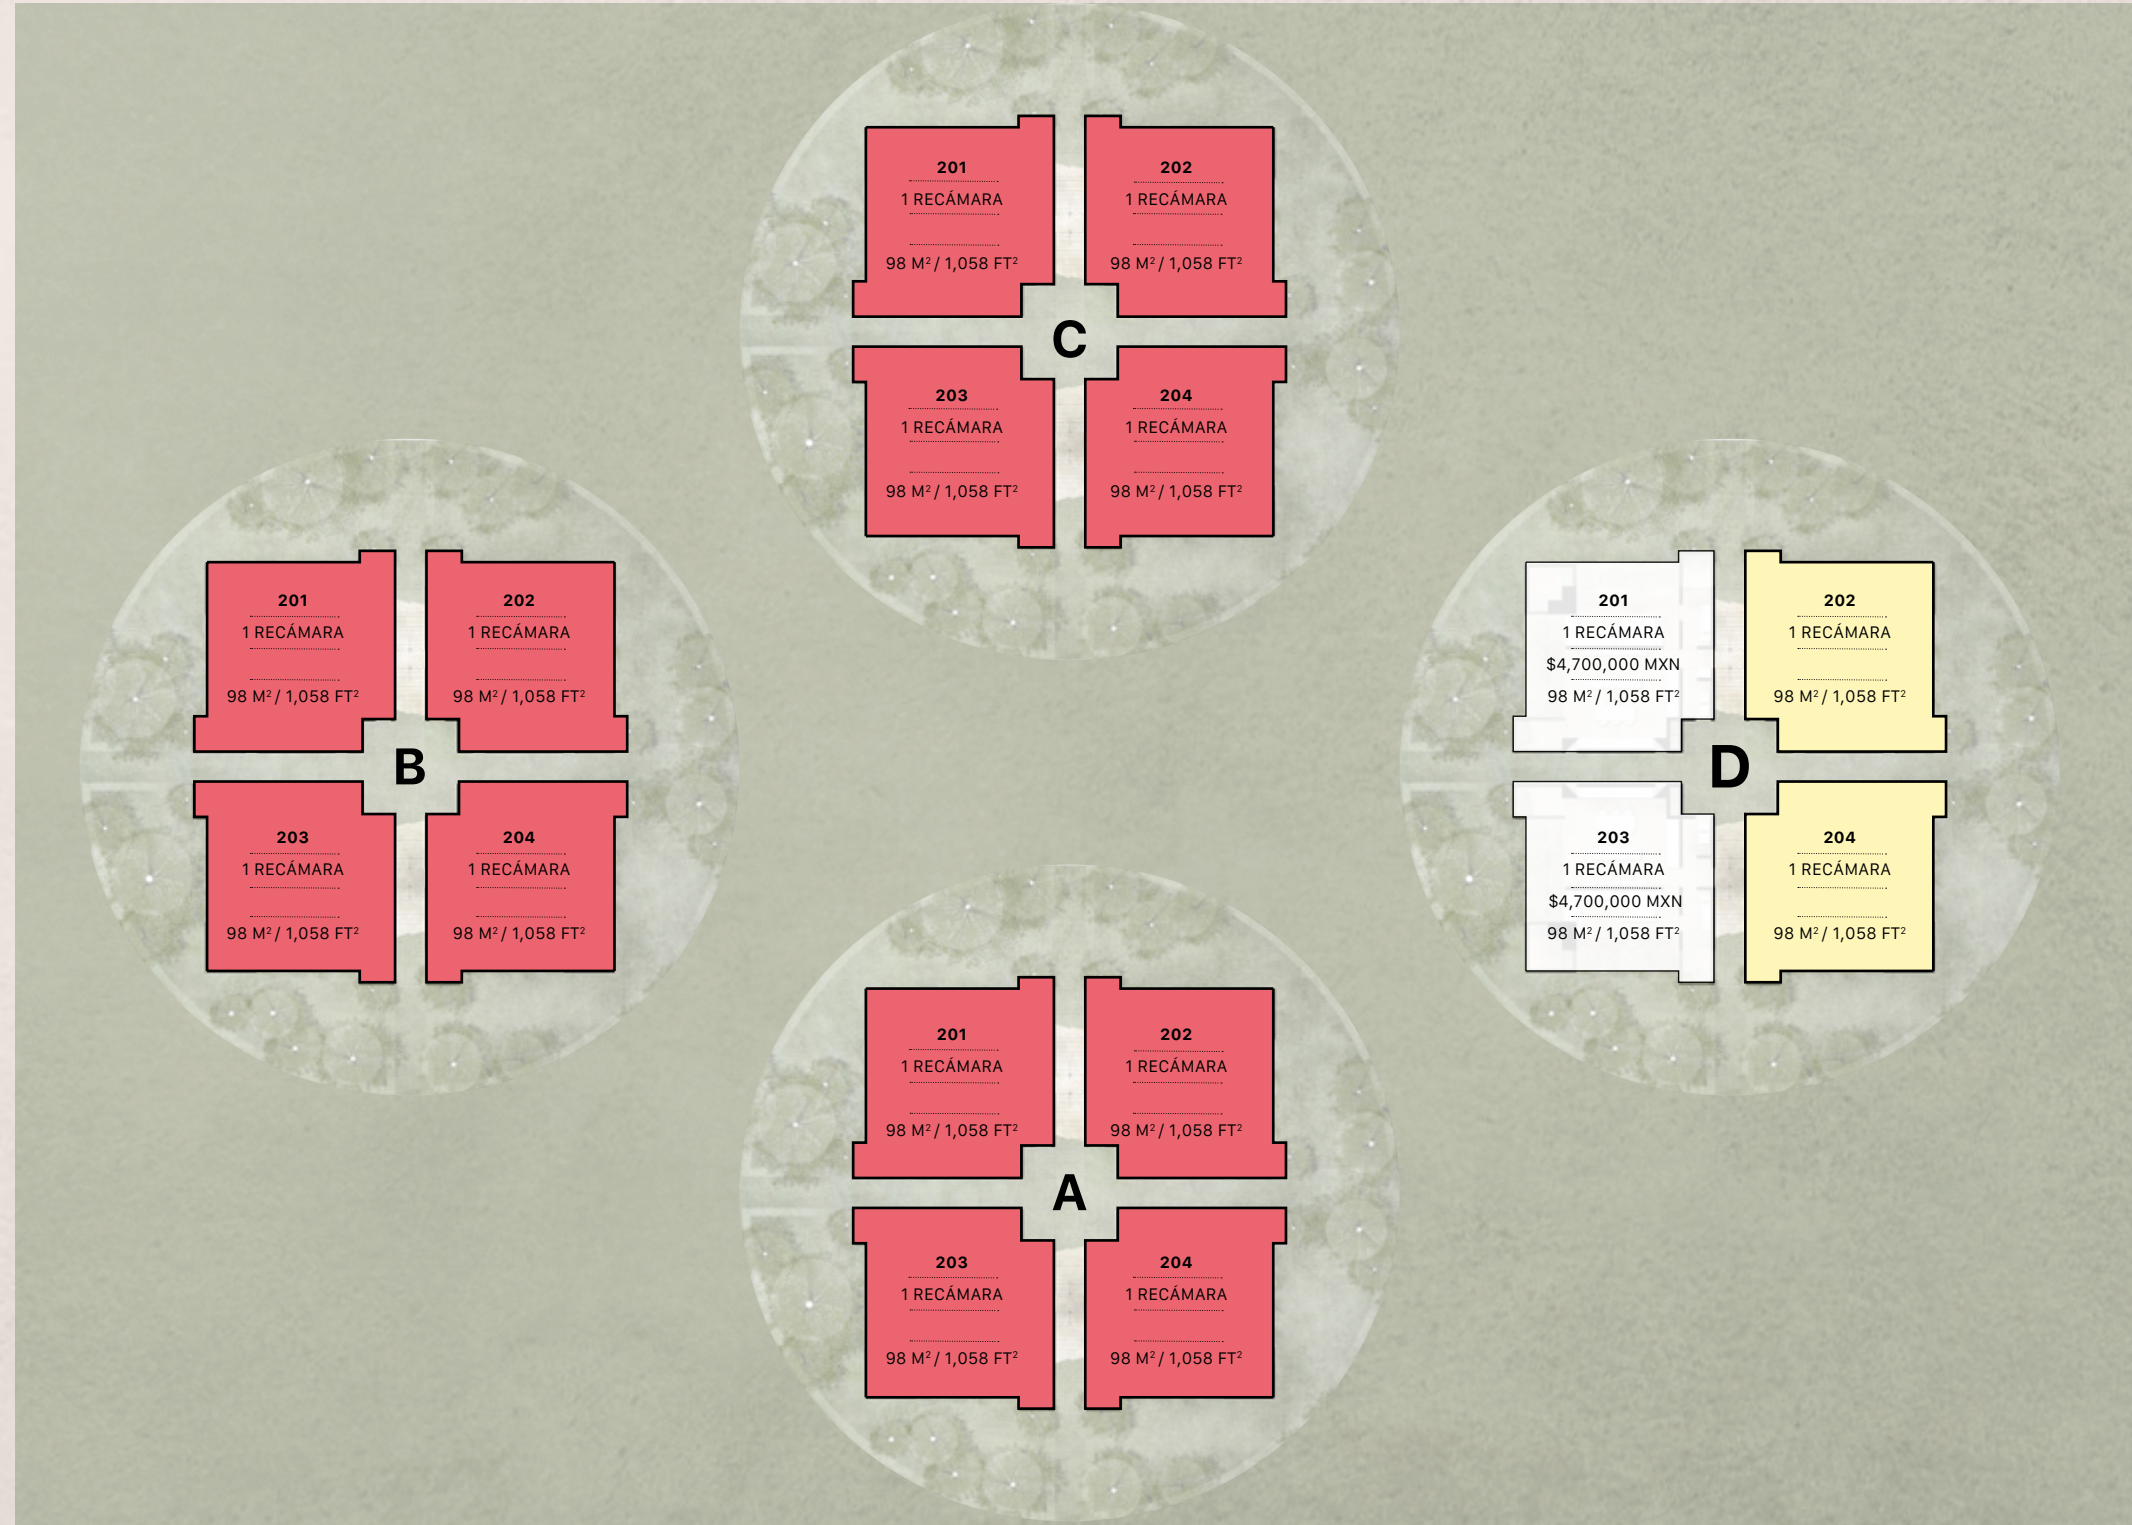 201
1 RECÁMARA
98 M²/ 1,058 FT²
202
1 RECÁMARA
98 M²/ 1,058 FT²
C
203
1 RECÁMARA
98 M²/ 1,058 FT²
204
1 RECÁMARA
98 M²/ 1,058 FT²
201
1 RECÁMARA
98 M²/ 1,058 FT²
202
1 RECÁMARA
98 M²/ 1,058 FT²
B
203
1 RECÁMARA
98 M²/ 1,058 FT²
204
1 RECÁMARA
98 M²/ 1,058 FT²
201
1 RECÁMARA
$4,700,000 MXN
98 M²/ 1,058 FT²
202
1 RECÁMARA
98 M²/ 1,058 FT²
D
203
1 RECÁMARA
$4,700,000 MXN
98 M²/ 1,058 FT²
204
1 RECÁMARA
98 M²/ 1,058 FT²
201
1 RECÁMARA
98 M²/ 1,058 FT²
202
1 RECÁMARA
98 M²/ 1,058 FT²
A
203
1 RECÁMARA
98 M²/ 1,058 FT²
204
1 RECÁMARA
98 M²/ 1,058 FT²